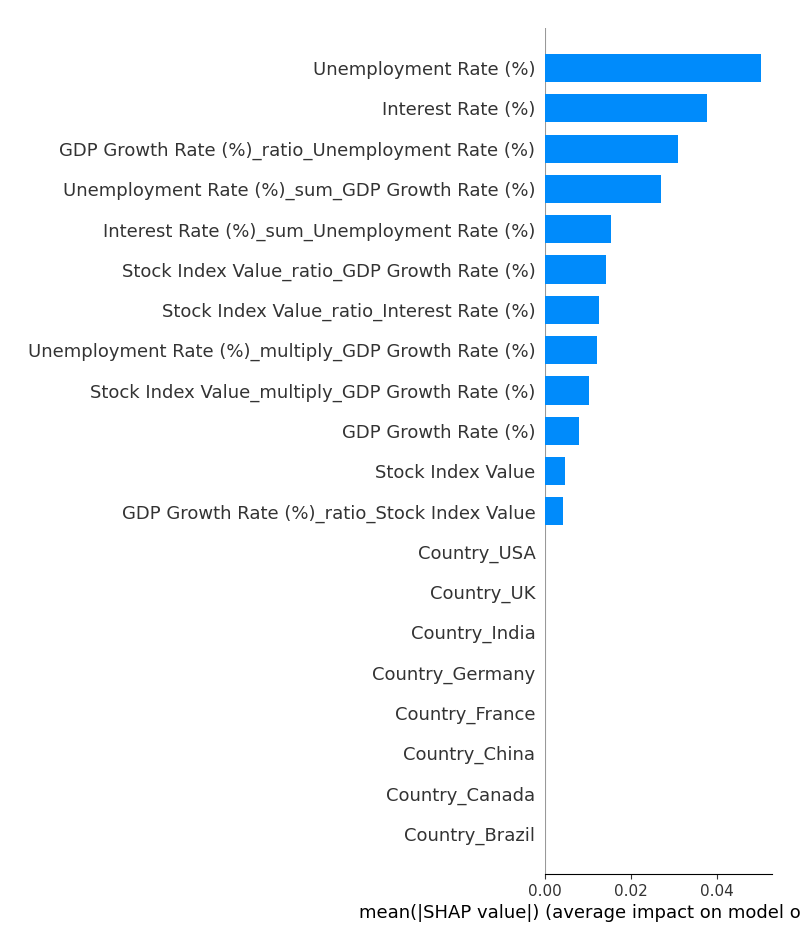 Unemployment Rate (%)
Interest Rate (%)
GDP Growth Rate (%)_ratio_Unemployment Rate (%)
Unemployment Rate (%)_sum_GDP Growth Rate (%)
Interest Rate (%)_sum_Unemployment Rate (%)
Stock Index Value_ratio_GDP Growth Rate (%)
Stock Index Value_ratio_Interest Rate (%)
Unemployment Rate (%)_multiply_GDP Growth Rate (%)
Stock Index Value_multiply_GDP Growth Rate (%)
GDP Growth Rate (%)
Stock Index Value
GDP Growth Rate (%)_ratio_Stock Index Value
Country_USA
Country_UK
Country_India
Country_Germany
Country_France
Country_China
Country_Canada
Country_Brazil
0.00 0.02 0.04
mean(|SHAP value|) (average impact on model o